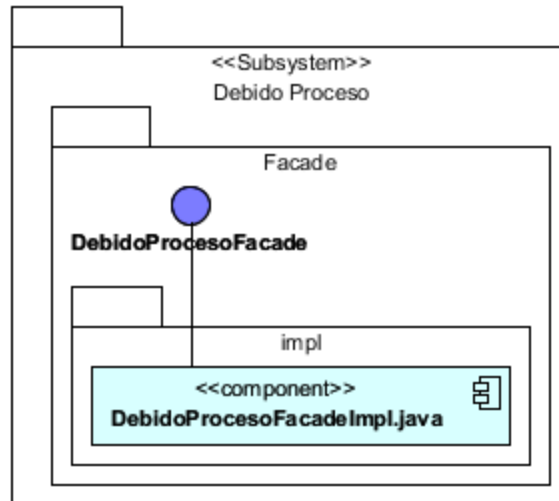 <<Subsystem>>
Debido Proceso
Facade
DebidoProcesoFacade
impl
<<component>>
DebidoProcesoFacadeImpl.java